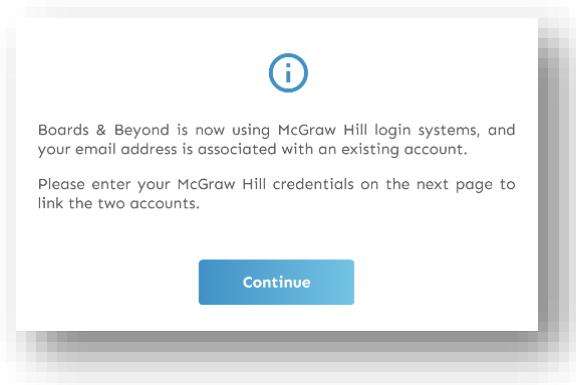 Boards & Beyond is now using McGraw Hill login systems, and
your email address is associated with an existing account.
Please enter your McGraw Hill credentials on the next page to
link the two accounts.
Continue